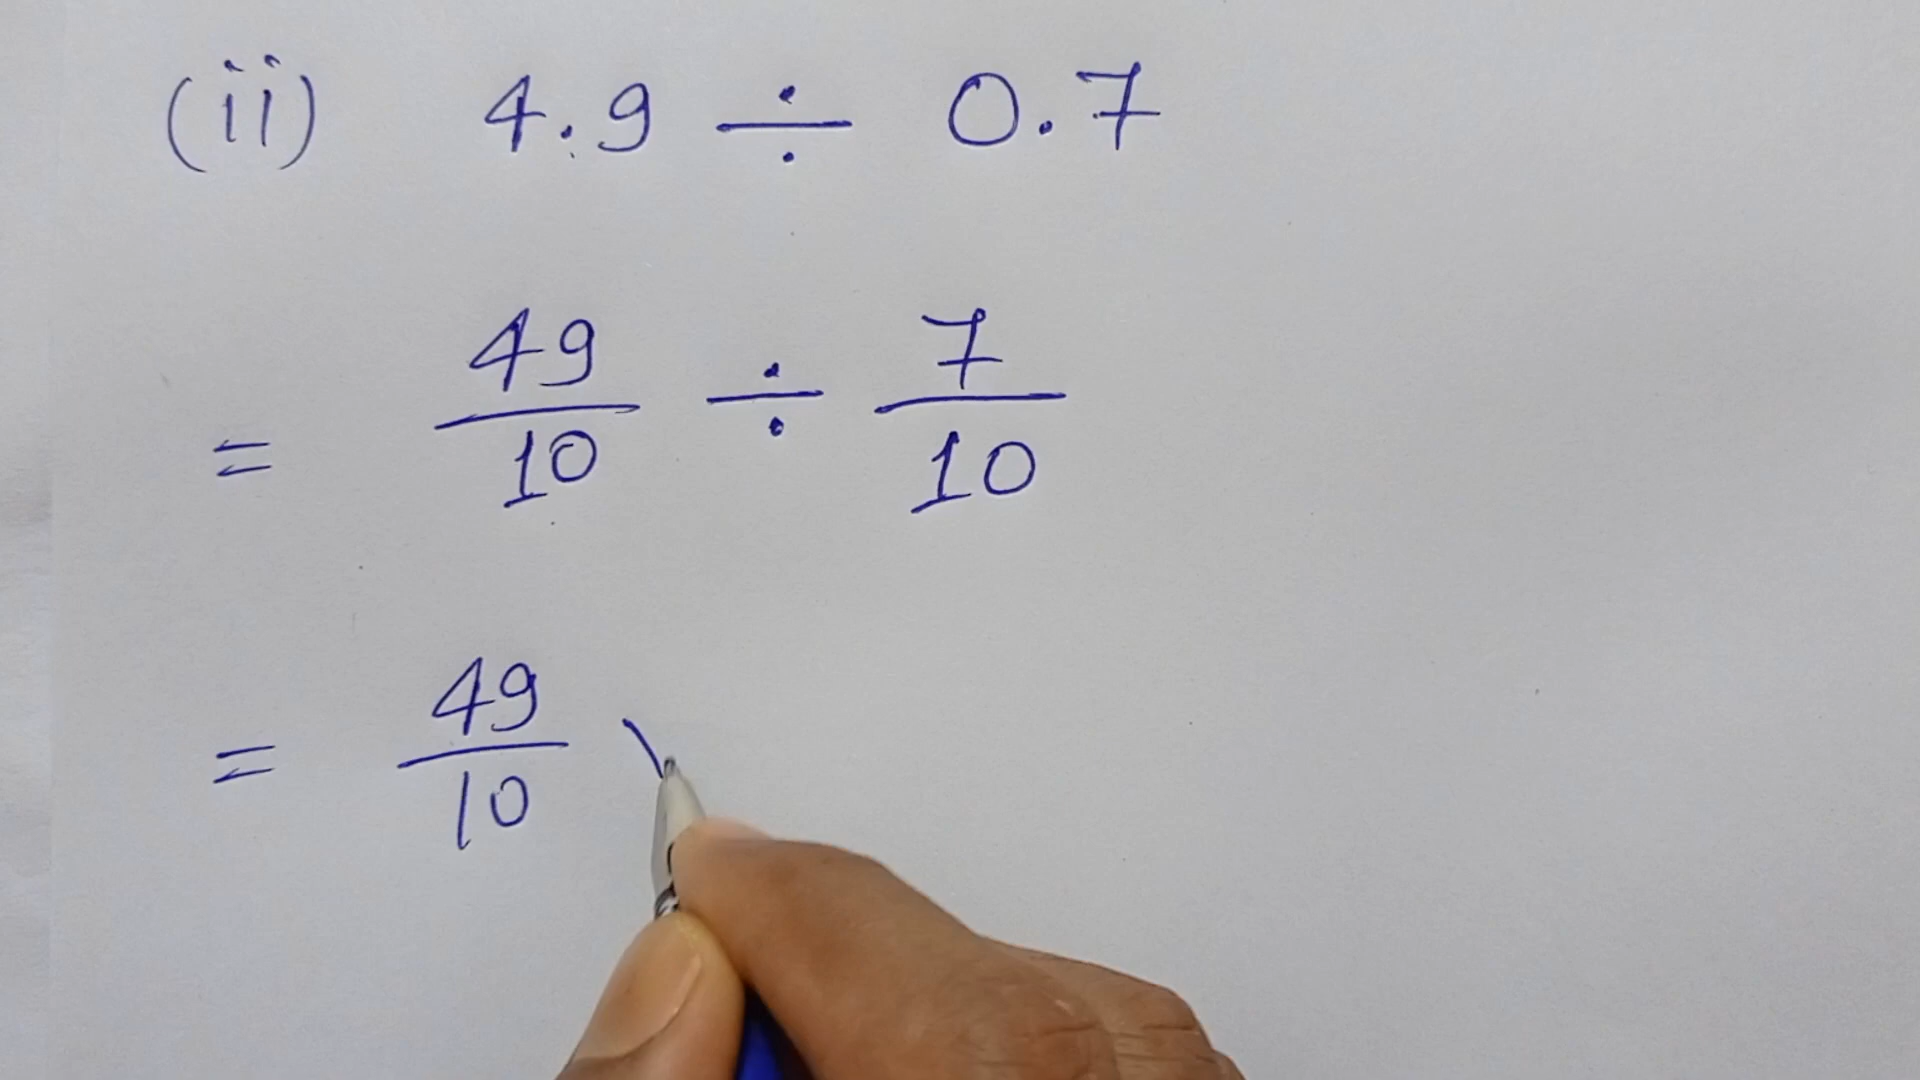 (ii) 4.9 ÷ 0.7
= 49/10 ÷ 7/10
= 49/10 \